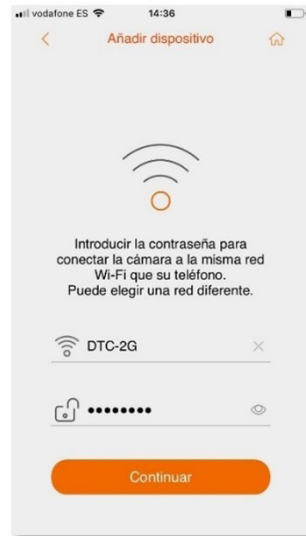 vodafone ES 14:36
Añadir dispositivo
Introducir la contraseña para
conectar la cámara a la misma red
Wi-Fi que su teléfono.
Puede elegir una red diferente.
DTC-2G
••••••••
Continuar